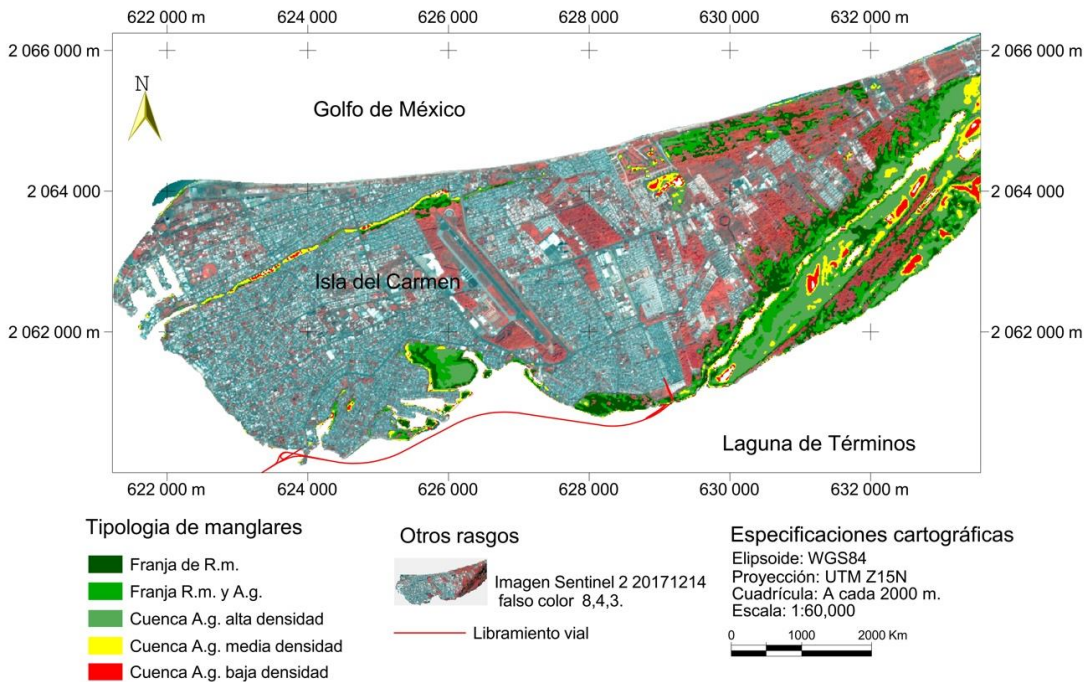 622 000 m 624 000 626 000 628 000 630 000 632 000
2 066 000 m 2 066 000 m
N
Golfo de México
2 064 000 2 064 000 m
Isla del Carmen
2 062 000 m 2 062 000 m
Laguna de Términos
622 000 m 624 000 626 000 628 000 630 000 632 000
Tipologia de manglares
Franja de R.m.
Franja R.m. y A.g.
Cuenca A.g. alta densidad
Cuenca A.g. media densidad
Cuenca A.g. baja densidad
Otros rasgos
Imagen Sentinel 2 20171214
falso color 8,4,3.
Libramiento vial
Especificaciones cartográficas
Elipsoide: WGS84
Proyección: UTM Z15N
Cuadrícula: A cada 2000 m.
Escala: 1:60,000
0 1000 2000 Km